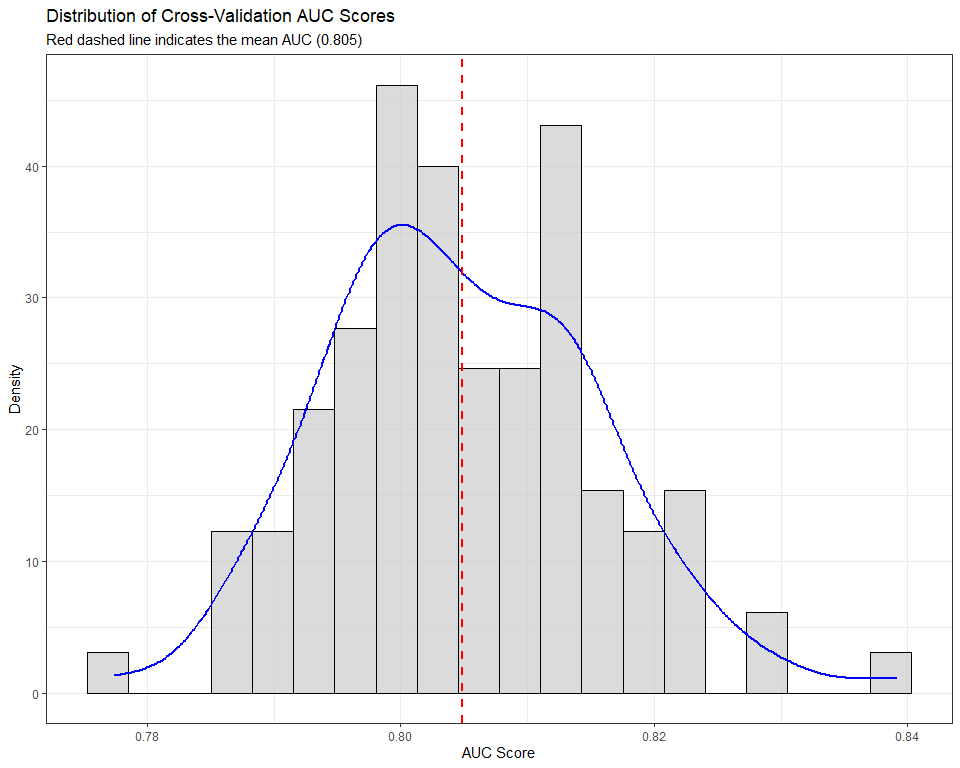 Distribution of Cross-Validation AUC Scores
Red dashed line indicates the mean AUC (0.805)
Density
40
30
20
10
0
0.78 0.80 0.82 0.84
AUC Score